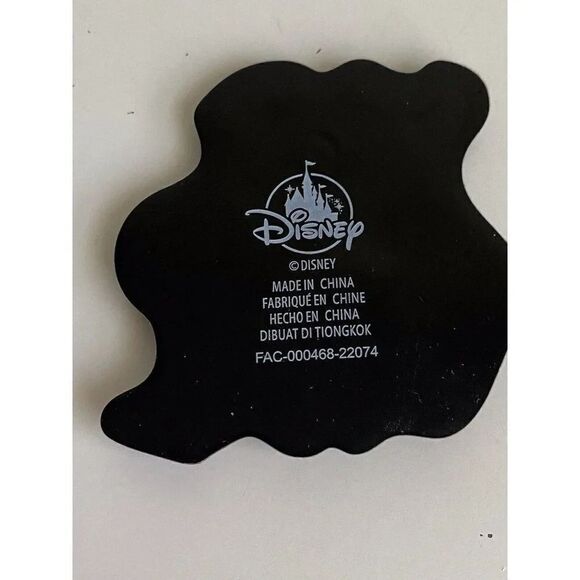 Disney
© DISNEY
MADE IN CHINA
FABRIQUÉ EN CHINE
HECHO EN CHINA
DIBUAT DI TIONGKOK
FAC-000468-22074